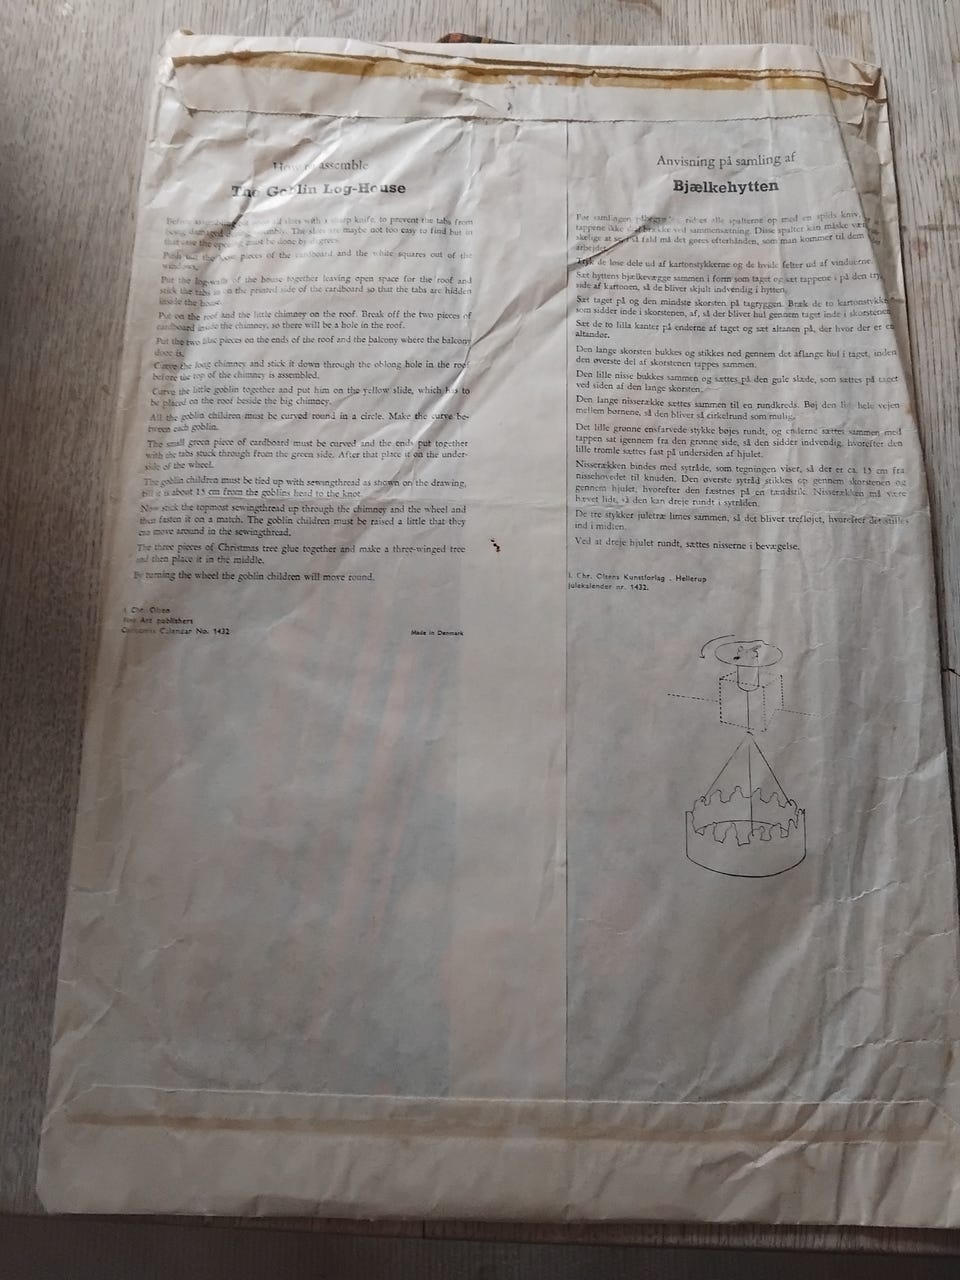 How to assemble
The Goblin Log-House
Before assembling all slots with a sharp knife, to prevent the tabs from
being damaged assembly. The slots are maybe not too easy to find but in
that case the opening must be done by degrees.
Push out the loose pieces of the cardboard and the white squares out of the
windows.
Put the log-walls of the house together leaving open space for the roof and
stick the tabs in on the printed side of the cardboard so that the tabs are hidden
inside the house.
Put on the roof and the little chimney on the roof. Break off the two pieces of
cardboard inside the chimney, so there will be a hole in the roof.
Put the two lilac pieces on the ends of the roof and the balcony where the balcony
door is.
Curve the long chimney and stick it down through the oblong hole in the roof
before the top of the chimney is assembled.
Curve the little goblin together and put him on the yellow slide, which has to
be placed on the roof beside the big chimney.
All the goblin children must be curved round in a circle. Make the curve be-
tween each goblin.
The small green piece of cardboard must be curved and the ends put together
with the tabs stuck through from the green side. After that place it on the under-
side of the wheel.
The goblin children must be tied up with sewingthread as shown on the drawing,
till it is about 15 cm from the goblins head to the knot.
Now stick the topmost sewingthread up through the chimney and the wheel and
then fasten it on a match. The goblin children must be raised a little that they
can move around in the sewingthread.
The three pieces of Christmas tree glue together and make a three-winged tree
and then place it in the middle.
By turning the wheel the goblin children will move round.
I. Chr. Olsen
Fine Art publishers
Christmas Calendar No. 1432
Made in Denmark
Anvisning på samling af
Bjælkehytten
Før samlingen påbegyndes, ridses alle spalterne op med en spids kniv,
tappene ikke skal brække ved sammensætning. Disse spalter kan måske være
skelige at se, i så fald må det gøres efterhånden, som man kommer til dem
arbejdet.
Tryk de løse dele ud af kartonstykkerne og de hvide felter ud af vinduerne.
Sæt hyttens bjælkevægge sammen i form som taget og sæt tappene i på den tryk
side af kartonen, så de bliver skjult indvendig i hytten.
Sæt taget på og den mindste skorsten på tagryggen. Bræk de to kartonstykker
som sidder inde i skorstenen, af, så der bliver hul gennem taget inde i skorstenen
Sæt de to lilla kanter på enderne af taget og sæt altanen på, der hvor der er en
altandør.
Den lange skorsten bukkes og stikkes ned gennem det aflange hul i taget, inden
den øverste del af skorstenen tappes sammen.
Den lille nisse bukkes sammen og sættes på den gule slæde, som sættes på taget
ved siden af den lange skorsten.
Den lange nisserække sættes sammen til en rundkreds. Bøj den lidt hele vejen
mellem børnene, så den bliver så cirkelrund som mulig.
Det lille grønne ensfarvede stykke bøjes rundt, og enderne sættes sammen med
tappen sat igennem fra den grønne side, så den sidder indvendig, hvorefter den
lille tromle sættes fast på undersiden af hjulet.
Nisserækken bindes med sytråde, som tegningen viser, så der er ca. 15 cm fra
nissehovedet til knuden. Den øverste sytråd stikkes op gennem skorstenen og
gennem hjulet, hvorefter den fæstnes på en tændstik. Nisserækken må være
hævet lidt, så den kan dreje rundt i sytråden.
De tre stykker juletræ limes sammen, så det bliver trefløjet, hvorefter det stilles
ind i midten.
Ved at dreje hjulet rundt, sættes nisserne i bevægelse.
I. Chr. Olsens Kunstforlag . Hellerup
Julekalender nr. 1432.